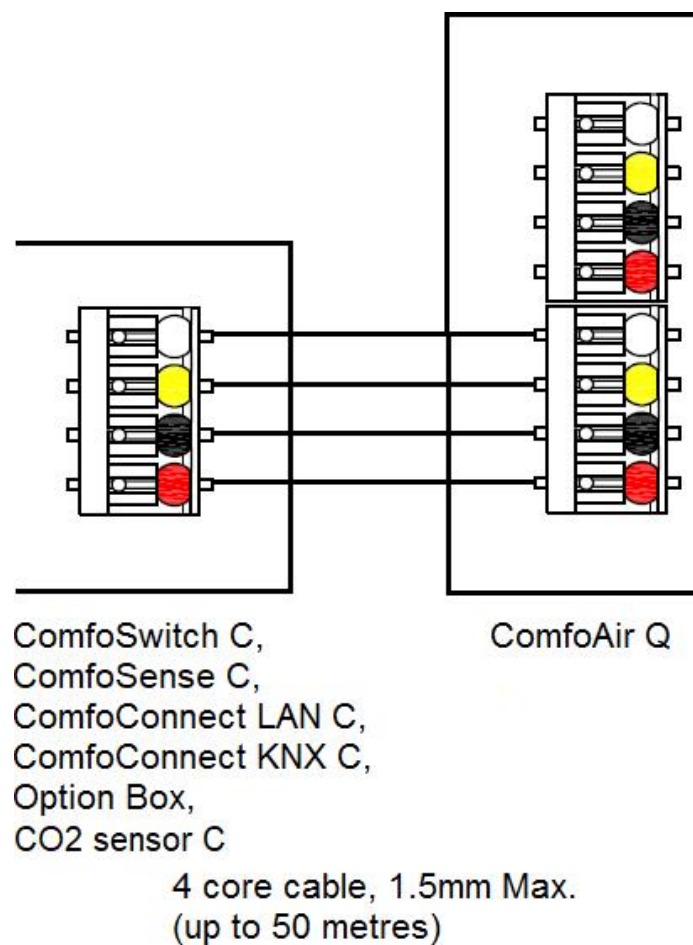 ComfoSwitch C,
ComfoSense C,
ComfoConnect LAN C,
ComfoConnect KNX C,
Option Box,
CO2 sensor C
ComfoAir Q
4 core cable, 1.5mm Max.
(up to 50 metres)